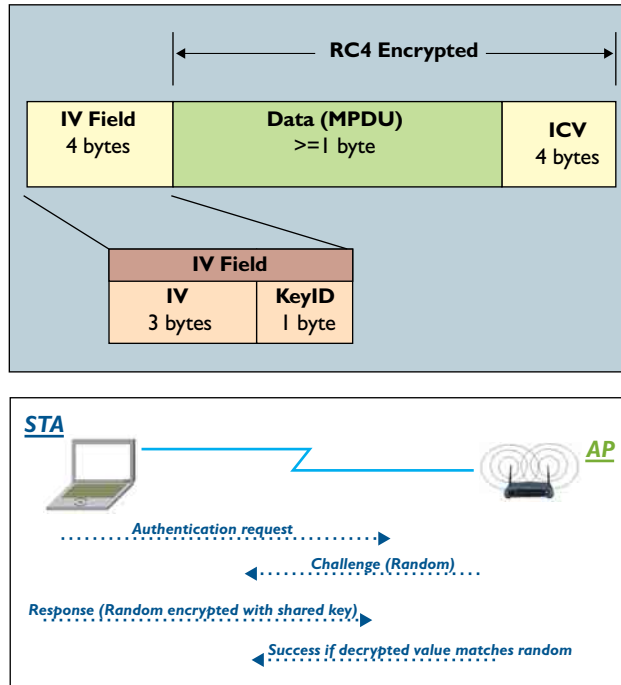 RC4 Encrypted
IV Field
4 bytes
Data (MPDU)
>=1 byte
ICV
4 bytes
IV Field
IV
3 bytes
KeyID
1 byte
STA
AP
Authentication request
Challenge (Random)
Response (Random encrypted with shared key)
Success if decrypted value matches random